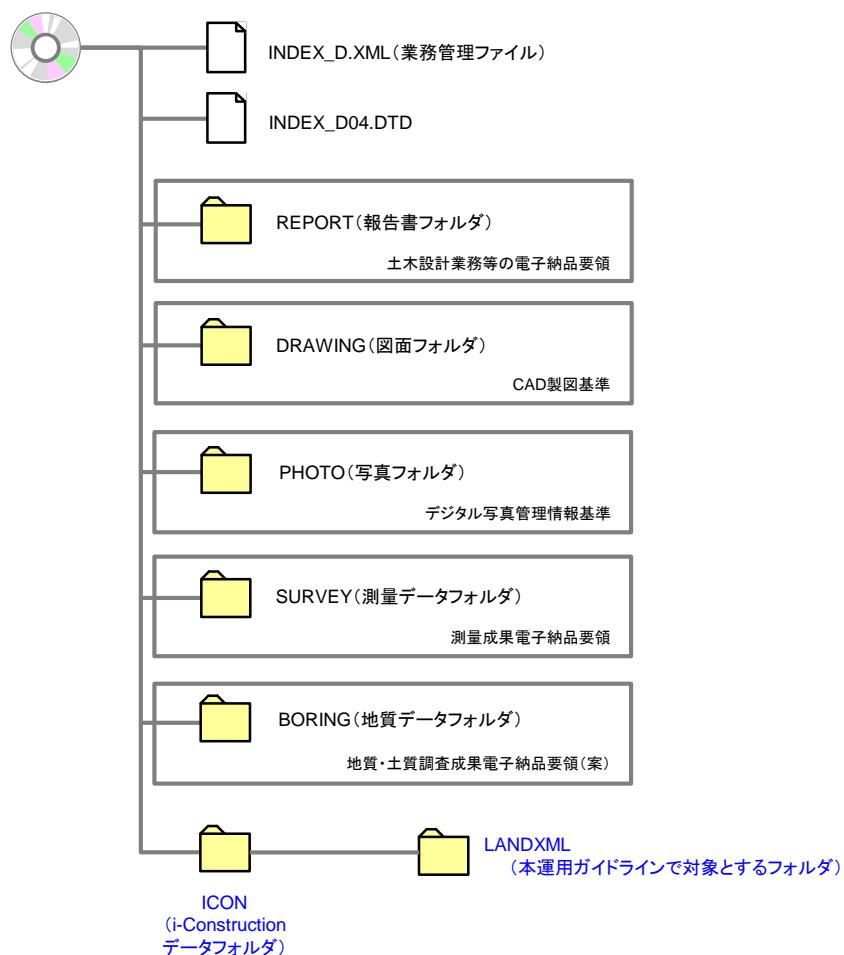 INDEX_D.XML(業務管理ファイル)
INDEX_D04.DTD
REPORT(報告書フォルダ)
土木設計業務等の電子納品要領
DRAWING(図面フォルダ)
CAD製図基準
PHOTO(写真フォルダ)
デジタル写真管理情報基準
SURVEY(測量データフォルダ)
測量成果電子納品要領
BORING(地質データフォルダ)
地質・土質調査成果電子納品要領(案)
LANDXML
(本運用ガイドラインで対象とするフォルダ)
ICON
(i-Construction
データフォルダ)